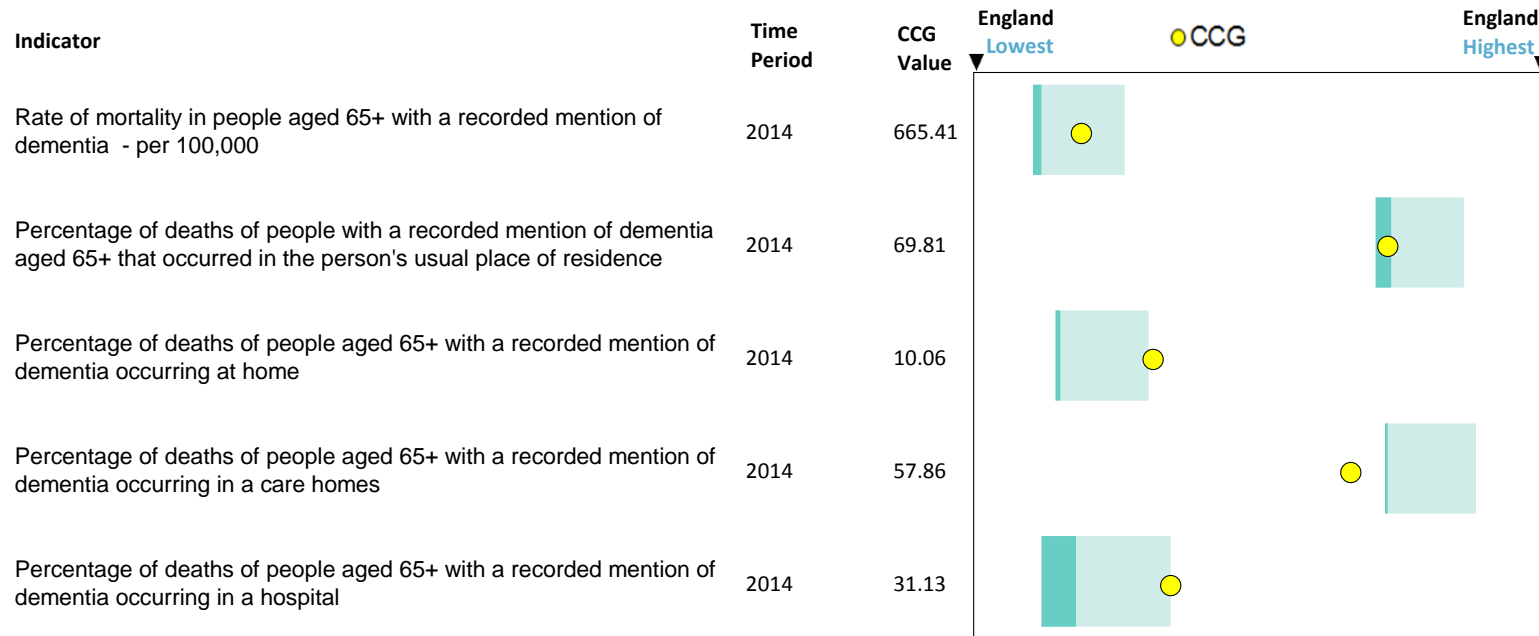 Indicator
Time
Period
CCG
Value
England
Lowest
CCG
England
Highest
Rate of mortality in people aged 65+ with a recorded mention of
dementia  - per 100,000
2014
665.41
Percentage of deaths of people with a recorded mention of dementia
aged 65+ that occurred in the person's usual place of residence
2014
69.81
Percentage of deaths of people aged 65+ with a recorded mention of
dementia occurring at home
2014
10.06
Percentage of deaths of people aged 65+ with a recorded mention of
dementia occurring in a care homes
2014
57.86
Percentage of deaths of people aged 65+ with a recorded mention of
dementia occurring in a hospital
2014
31.13